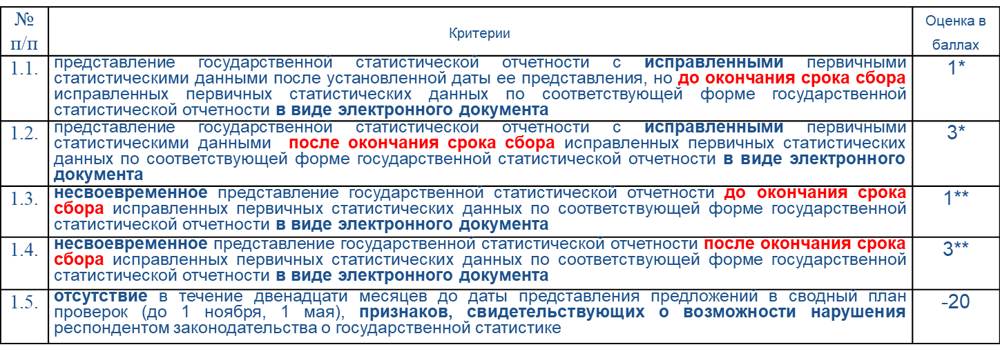 №
п/п
Критерии
Оценка в
баллах
1.1.
представление государственной статистической отчетности с исправленными первичными
статистическими данными после установленной даты ее представления, но до окончания срока сбора
исправленных первичных статистических данных по соответствующей форме государственной
статистической отчетности в виде электронного документа
1*
1.2.
представление государственной статистической отчетности с исправленными первичными
статистическими данными после окончания срока сбора исправленных первичных статистических
данных по соответствующей форме государственной статистической отчетности в виде электронного
документа
3*
1.3.
несвоевременное представление государственной статистической отчетности до окончания срока
сбора исправленных первичных статистических данных по соответствующей форме государственной
статистической отчетности в виде электронного документа
1**
1.4.
несвоевременное представление государственной статистической отчетности после окончания срока
сбора исправленных первичных статистических данных по соответствующей форме государственной
статистической отчетности в виде электронного документа
3**
1.5.
отсутствие в течение двенадцати месяцев до даты представления предложений в сводный план
проверок (до 1 ноября, 1 мая), признаков, свидетельствующих о возможности нарушения
респондентом законодательства о государственной статистике
-20